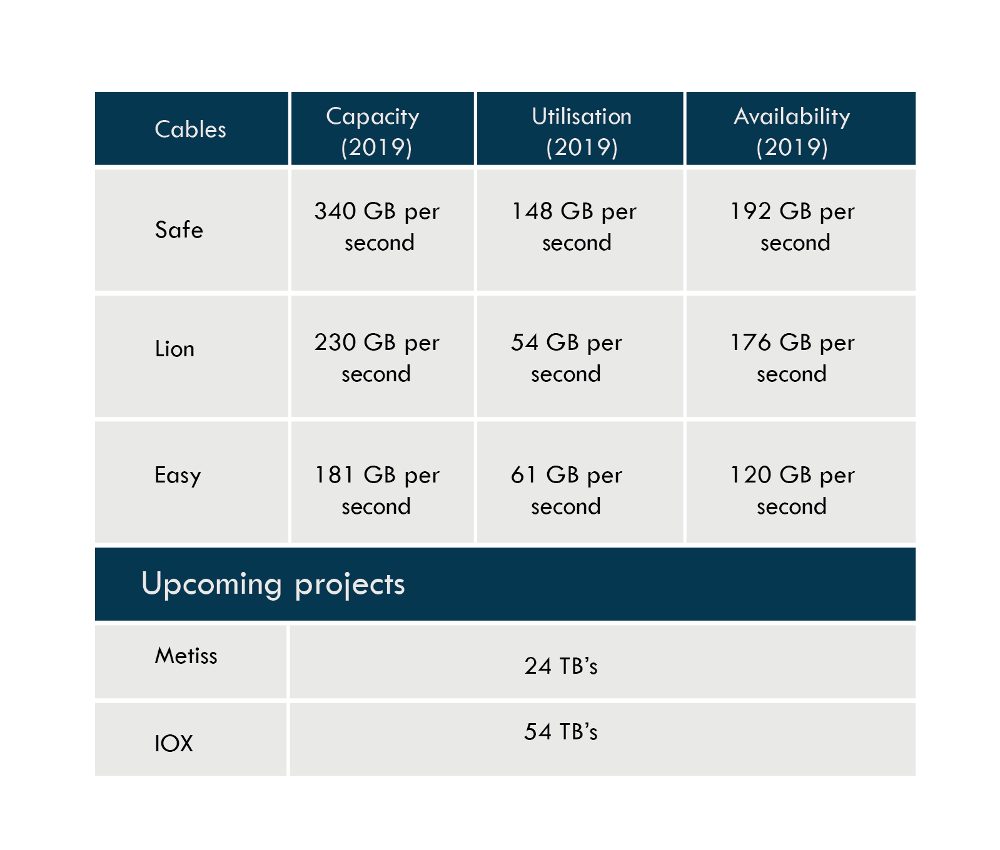 Cables
Capacity
(2019)
Utilisation
(2019)
Availability
(2019)
Safe
340 GB per
second
148 GB per
second
192 GB per
second
Lion
230 GB per
second
54 GB per
second
176 GB per
second
Easy
181 GB per
second
61 GB per
second
120 GB per
second
Upcoming projects
Metiss
24 TB’s
IOX
54 TB’s